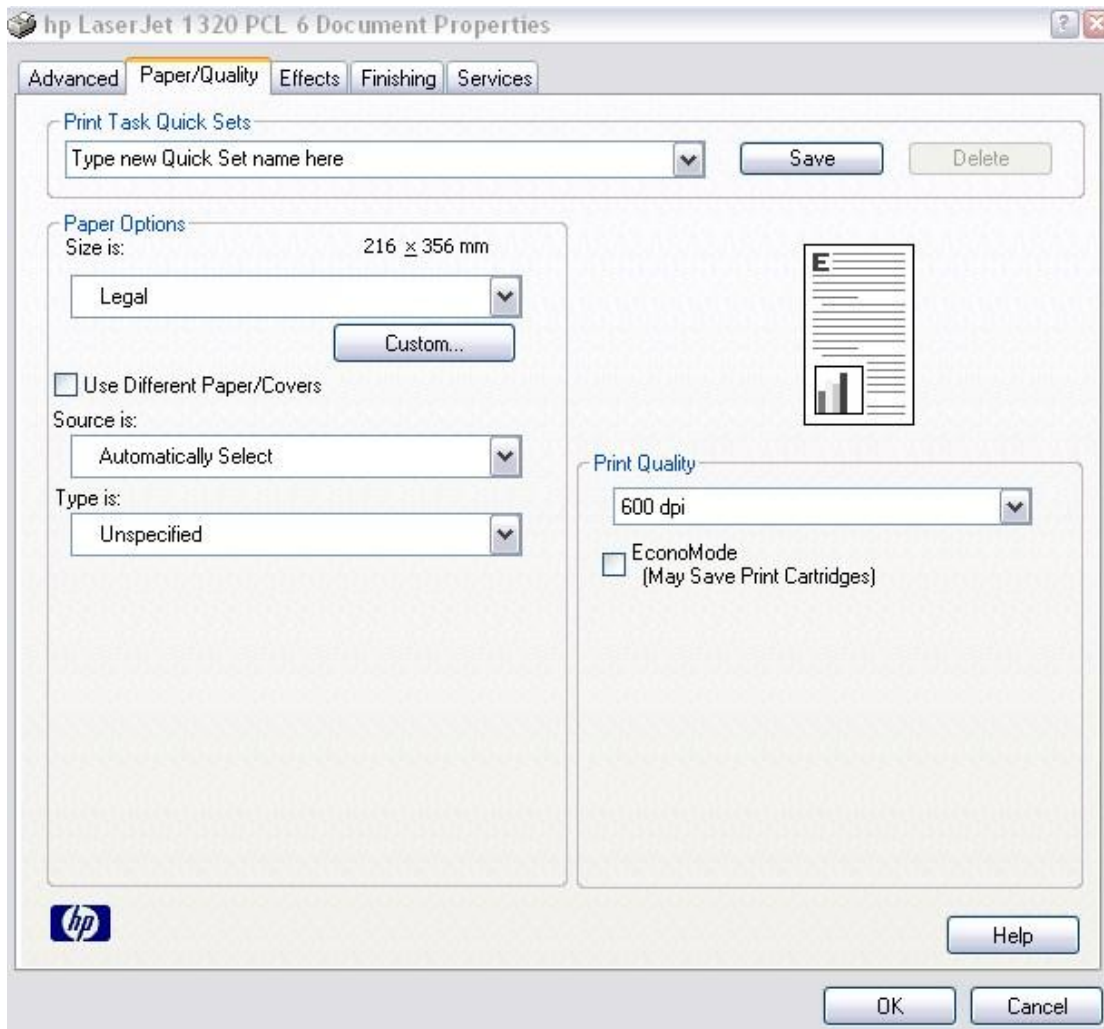 hp LaserJet 1320 PCL 6 Document Properties
Advanced Paper/Quality Effects Finishing Services
Print Task Quick Sets
Type new Quick Set name here
Save
Delete
Paper Options
Size is: 216 x 356 mm
Legal
Custom...
Use Different Paper/Covers
Source is:
Automatically Select
Type is:
Unspecified
E
Print Quality
600 dpi
EconoMode
(May Save Print Cartridges)
hp
Help
OK
Cancel